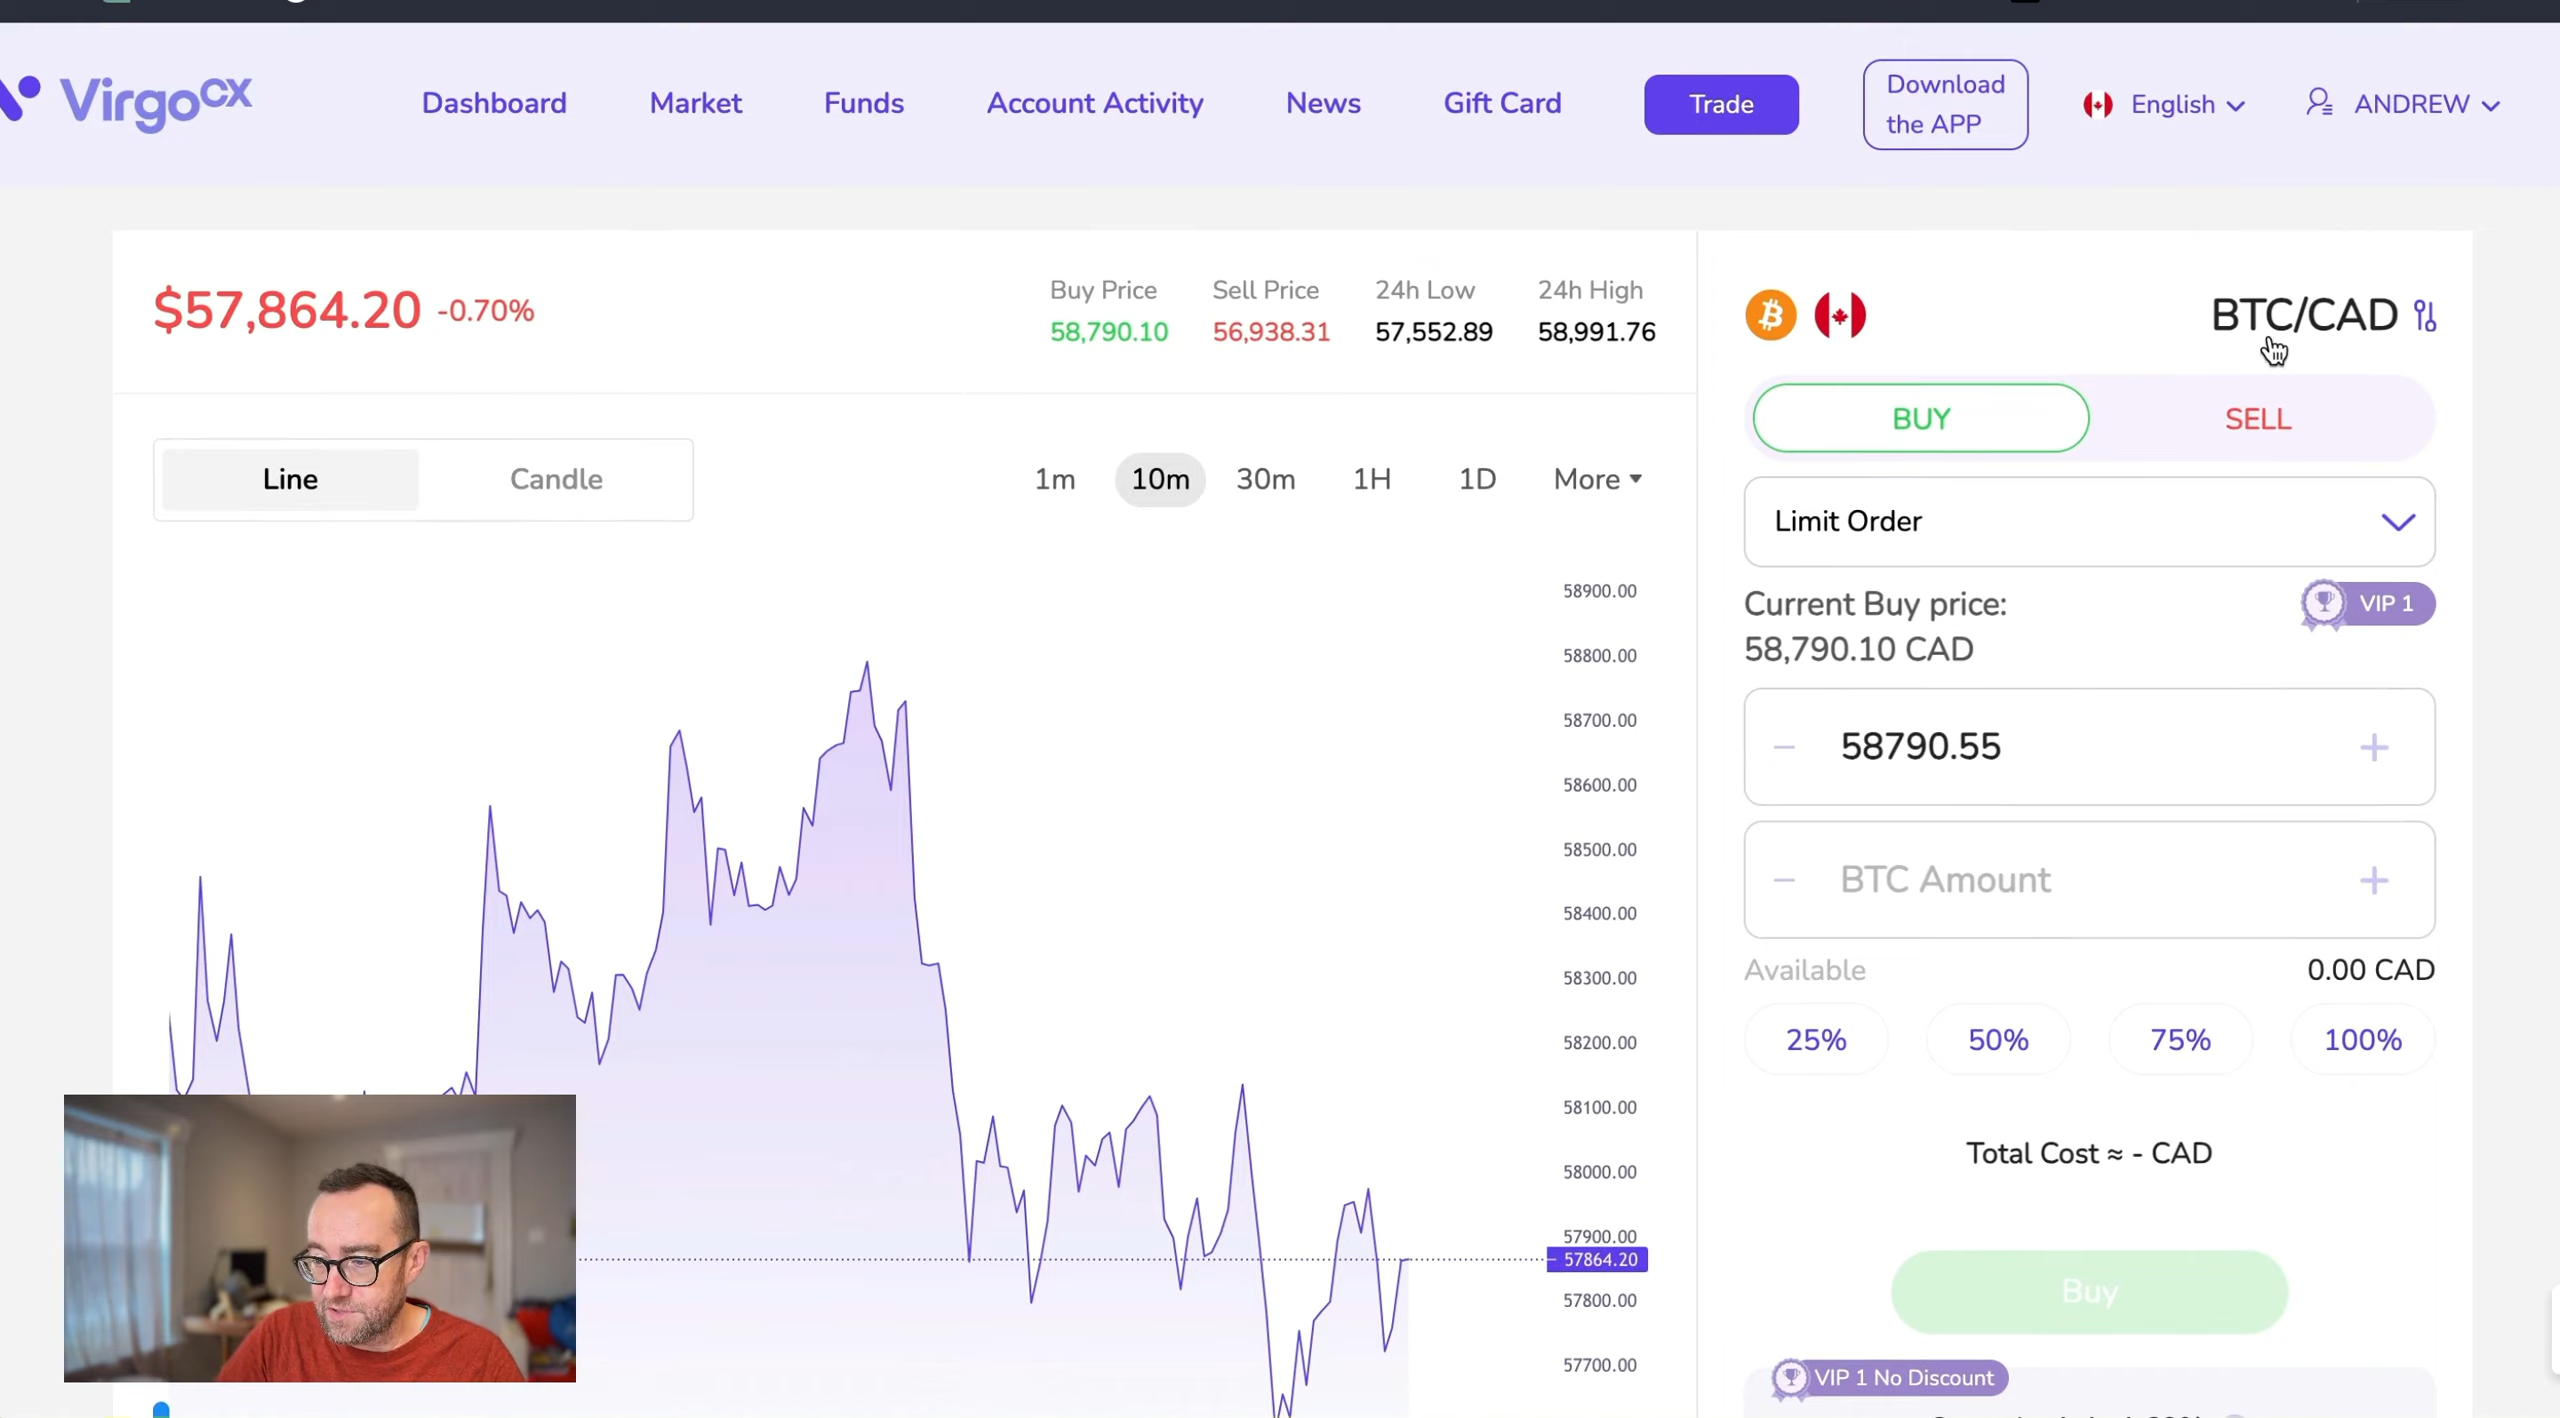 VirgoCX
Dashboard
Market
Funds
Account Activity
News
Gift Card
Trade
Download
the APP
English
ANDREW
$57,864.20 -0.70%
Buy Price
58,790.10
Sell Price
56,938.31
24h Low
57,552.89
24h High
58,991.76
Line
Candle
1m
10m
30m
1H
1D
More
58900.00
58800.00
58700.00
58600.00
58500.00
58400.00
58300.00
58200.00
58100.00
58000.00
57900.00
57864.20
57800.00
57700.00
BTC/CAD
BUY
SELL
Limit Order
Current Buy price:
58,790.10 CAD
VIP 1
58790.55
BTC Amount
Available
0.00 CAD
25%
50%
75%
100%
Total Cost ≈ - CAD
Buy
VIP 1 No Discount